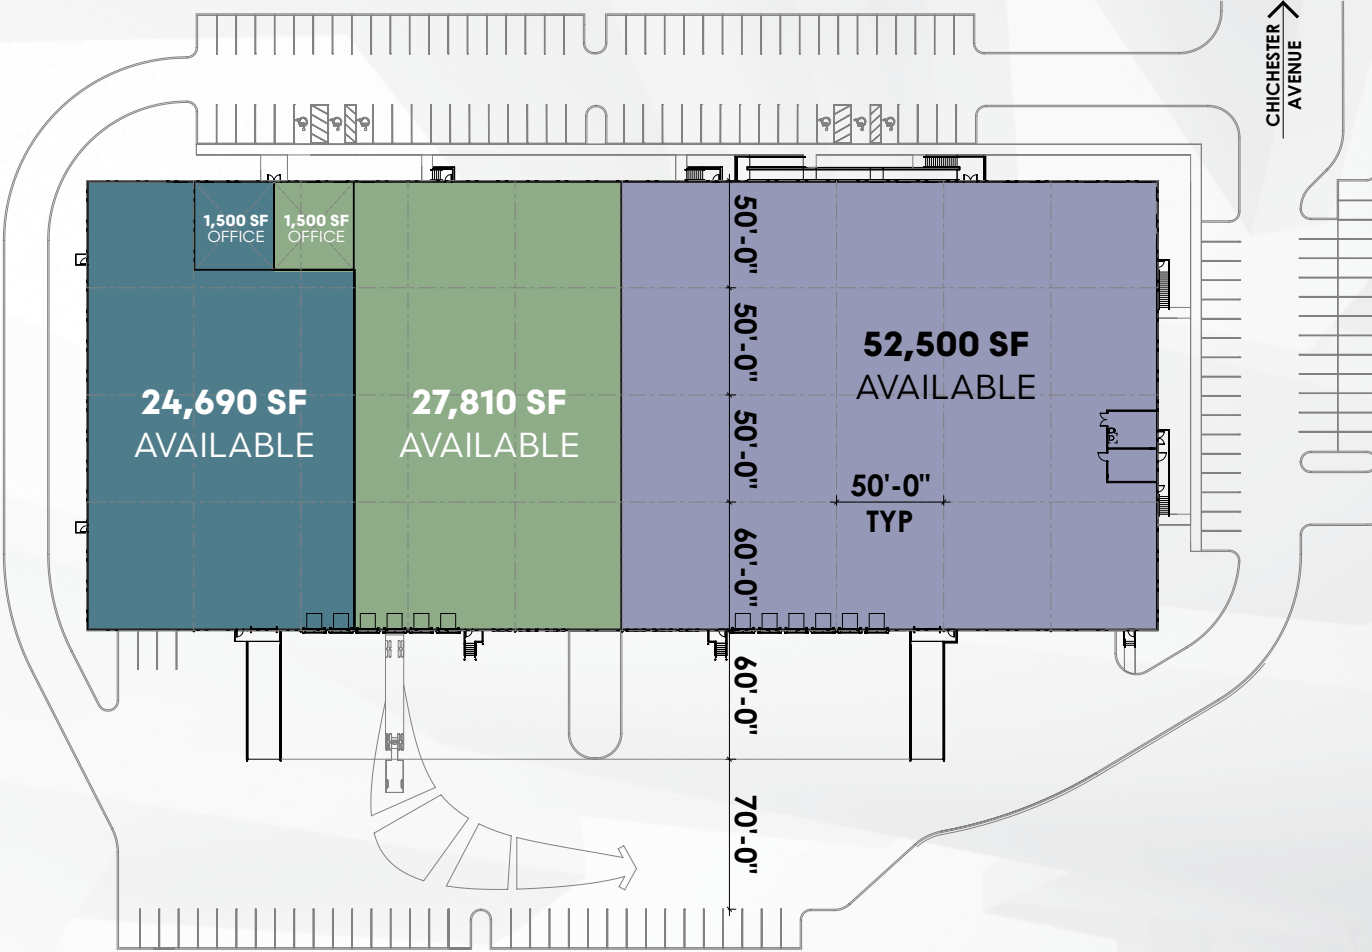 CHICHESTER
AVENUE
1,500 SF
OFFICE
1,500 SF
OFFICE
50'-0"
50'-0"
50'-0"
60'-0"
60'-0"
70'-0"
52,500 SF
AVAILABLE
24,690 SF
AVAILABLE
27,810 SF
AVAILABLE
50'-0"
TYP